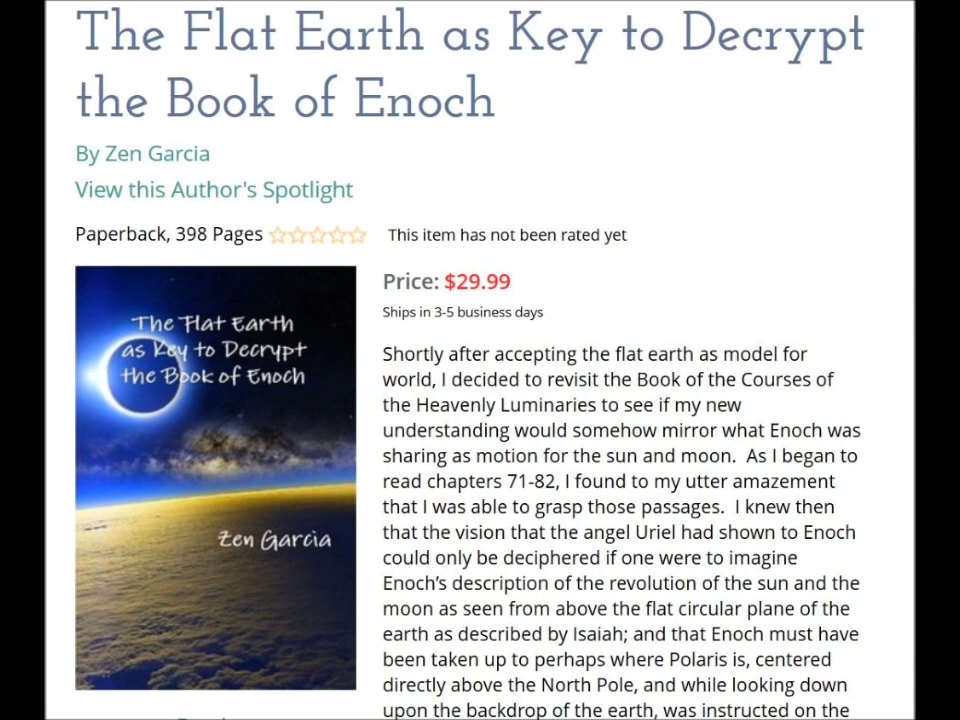 The Flat Earth as Key to Decrypt
the Book of Enoch
By Zen Garcia
View this Author's Spotlight
Paperback, 398 Pages
This item has not been rated yet
The Flat Earth
as Key to Decrypt
the Book of Enoch
Zen Garcia
Price: $29.99
Ships in 3-5 business days
Shortly after accepting the flat earth as model for
world, I decided to revisit the Book of the Courses of
the Heavenly Luminaries to see if my new
understanding would somehow mirror what Enoch was
sharing as motion for the sun and moon.  As I began to
read chapters 71-82, I found to my utter amazement
that I was able to grasp those passages.  I knew then
that the vision that the angel Uriel had shown to Enoch
could only be deciphered if one were to imagine
Enoch’s description of the revolution of the sun and the
moon as seen from above the flat circular plane of the
earth as described by Isaiah; and that Enoch must have
been taken up to perhaps where Polaris is, centered
directly above the North Pole, and while looking down
upon the backdrop of the earth, was instructed on the